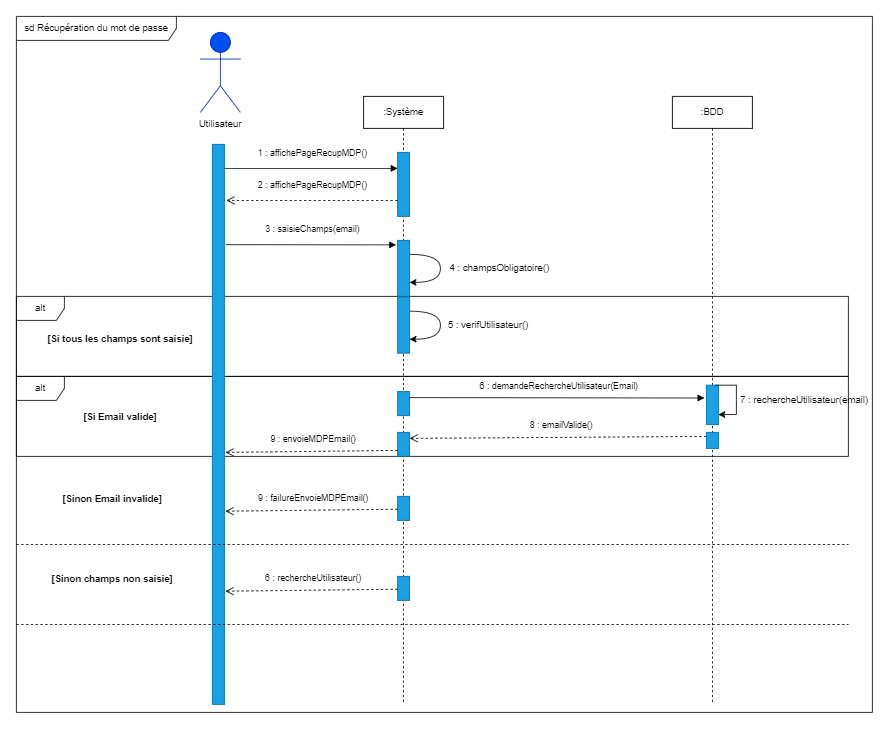 sd Récupération du mot de passe
Utilisateur
:Système
:BDD
1 : affichePageRecupMDP()
2 : affichePageRecupMDP()
3 : saisieChamps(email)
4 : champsObligatoire()
alt
[Si tous les champs sont saisie]
5 : verifUtilisateur()
alt
[Si Email valide]
6 : demandeRechercheUtilisateur(Email)
7 : rechercheUtilisateur(email)
8 : emailValide()
9 : envoieMDPEmail()
[Sinon Email invalide]
9 : failureEnvoieMDPEmail()
[Sinon champs non saisie]
6 : rechercheUtilisateur()